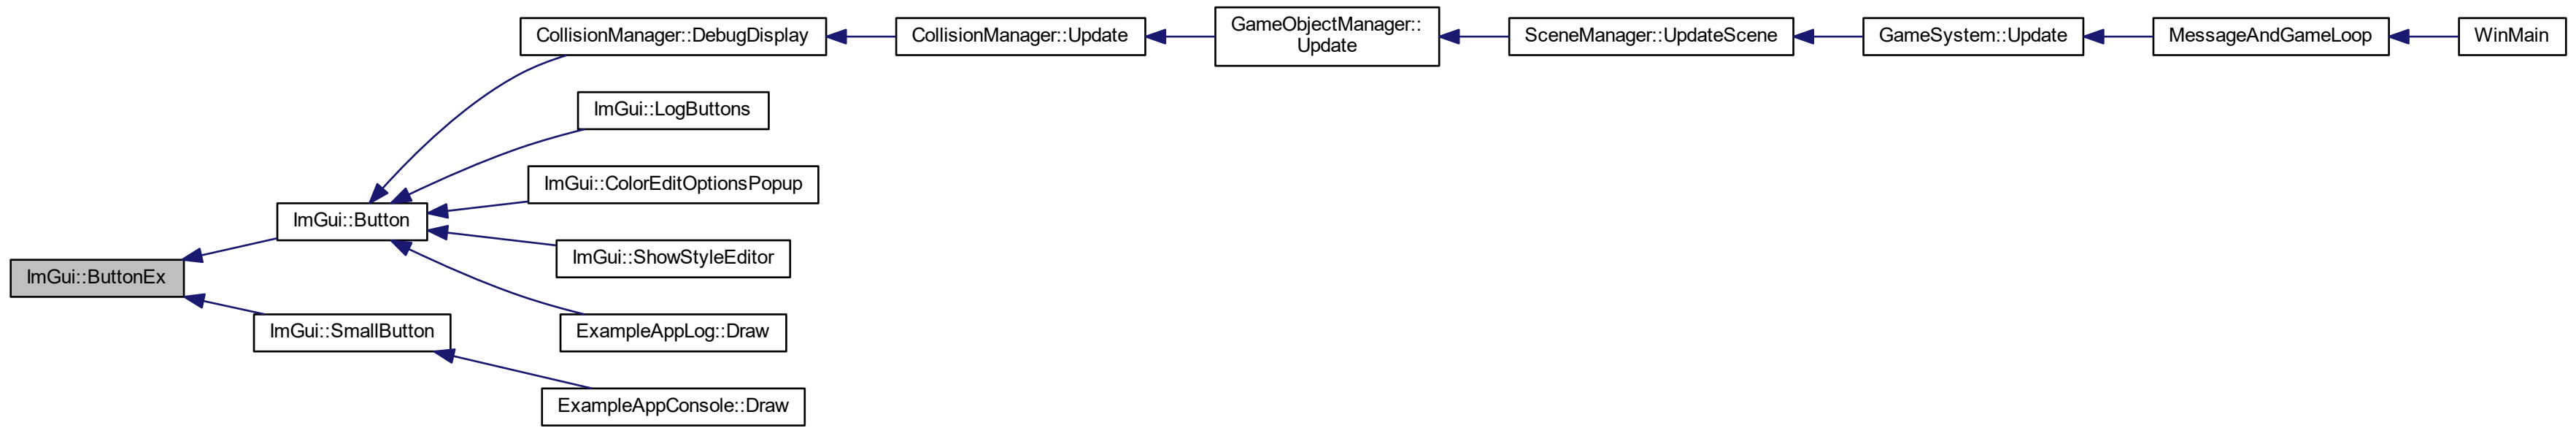 CollisionManager::DebugDisplay
CollisionManager::Update
GameObjectManager::
Update
SceneManager::UpdateScene
GameSystem::Update
MessageAndGameLoop
WinMain
ImGui::LogButtons
ImGui::ColorEditOptionsPopup
ImGui::Button
ImGui::ShowStyleEditor
ImGui::ButtonEx
ImGui::SmallButton
ExampleAppLog::Draw
ExampleAppConsole::Draw